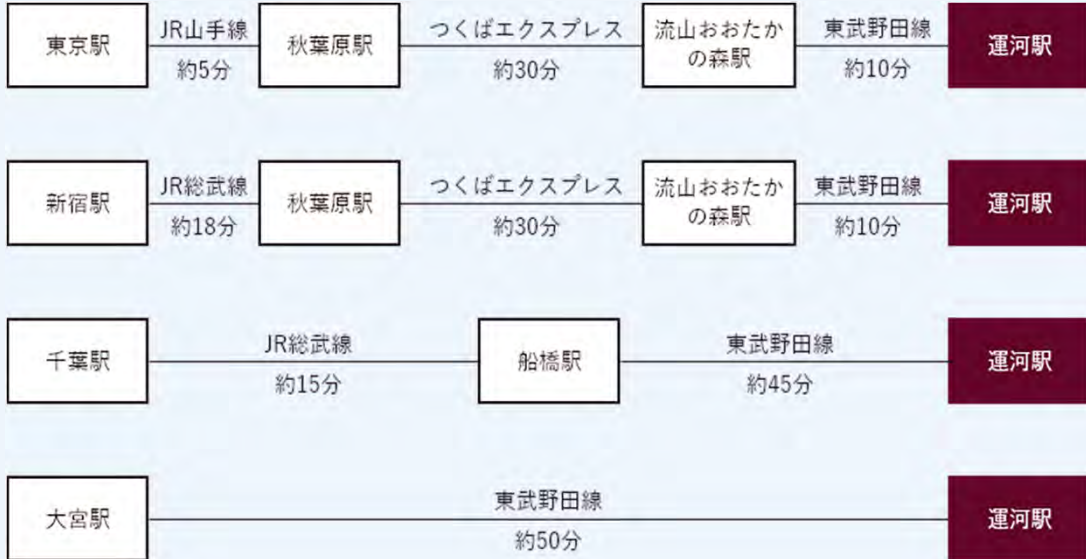 東京駅
JR山手線
約5分
秋葉原駅
つくばエクスプレス
約30分
流山おおたか
の森駅
東武野田線
約10分
運河駅
新宿駅
JR総武線
約18分
秋葉原駅
つくばエクスプレス
約30分
流山おおたか
の森駅
東武野田線
約10分
運河駅
千葉駅
JR総武線
約15分
船橋駅
東武野田線
約45分
運河駅
大宮駅
東武野田線
約50分
運河駅